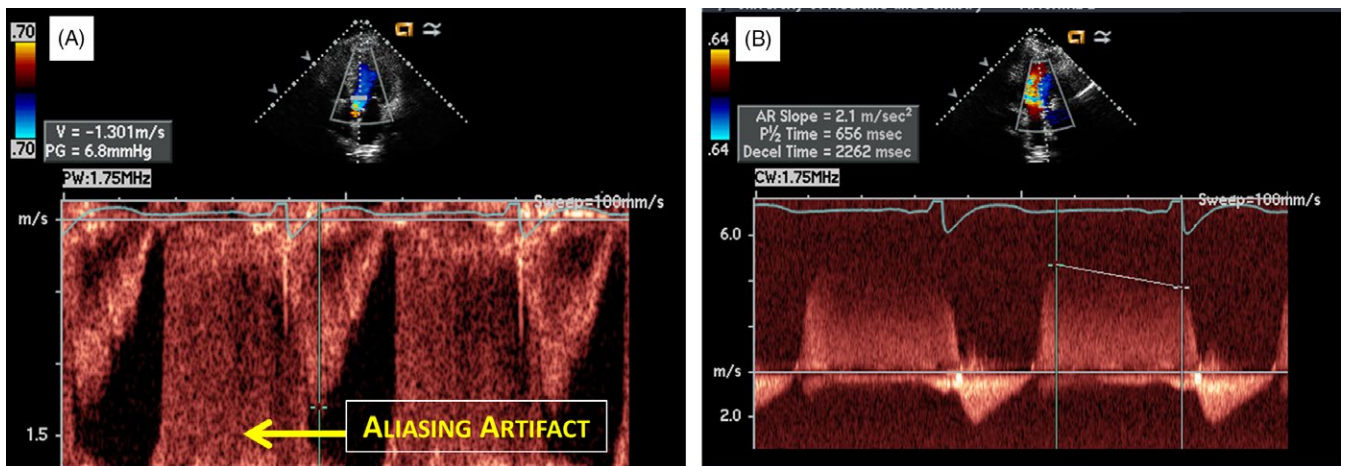 (A)
.70
.70
V = -1.301m/s
PG = 6.8mmHg
PW:1.75MHz
Sweep=100mm/s
m/s
1.5
ALIASING ARTIFACT
(B)
.64
.64
AR Slope = 2.1 m/sec²
P½ Time = 656 msec
Decel Time = 2262 msec
CW:1.75MHz
Sweep=100mm/s
6.0
m/s
2.0